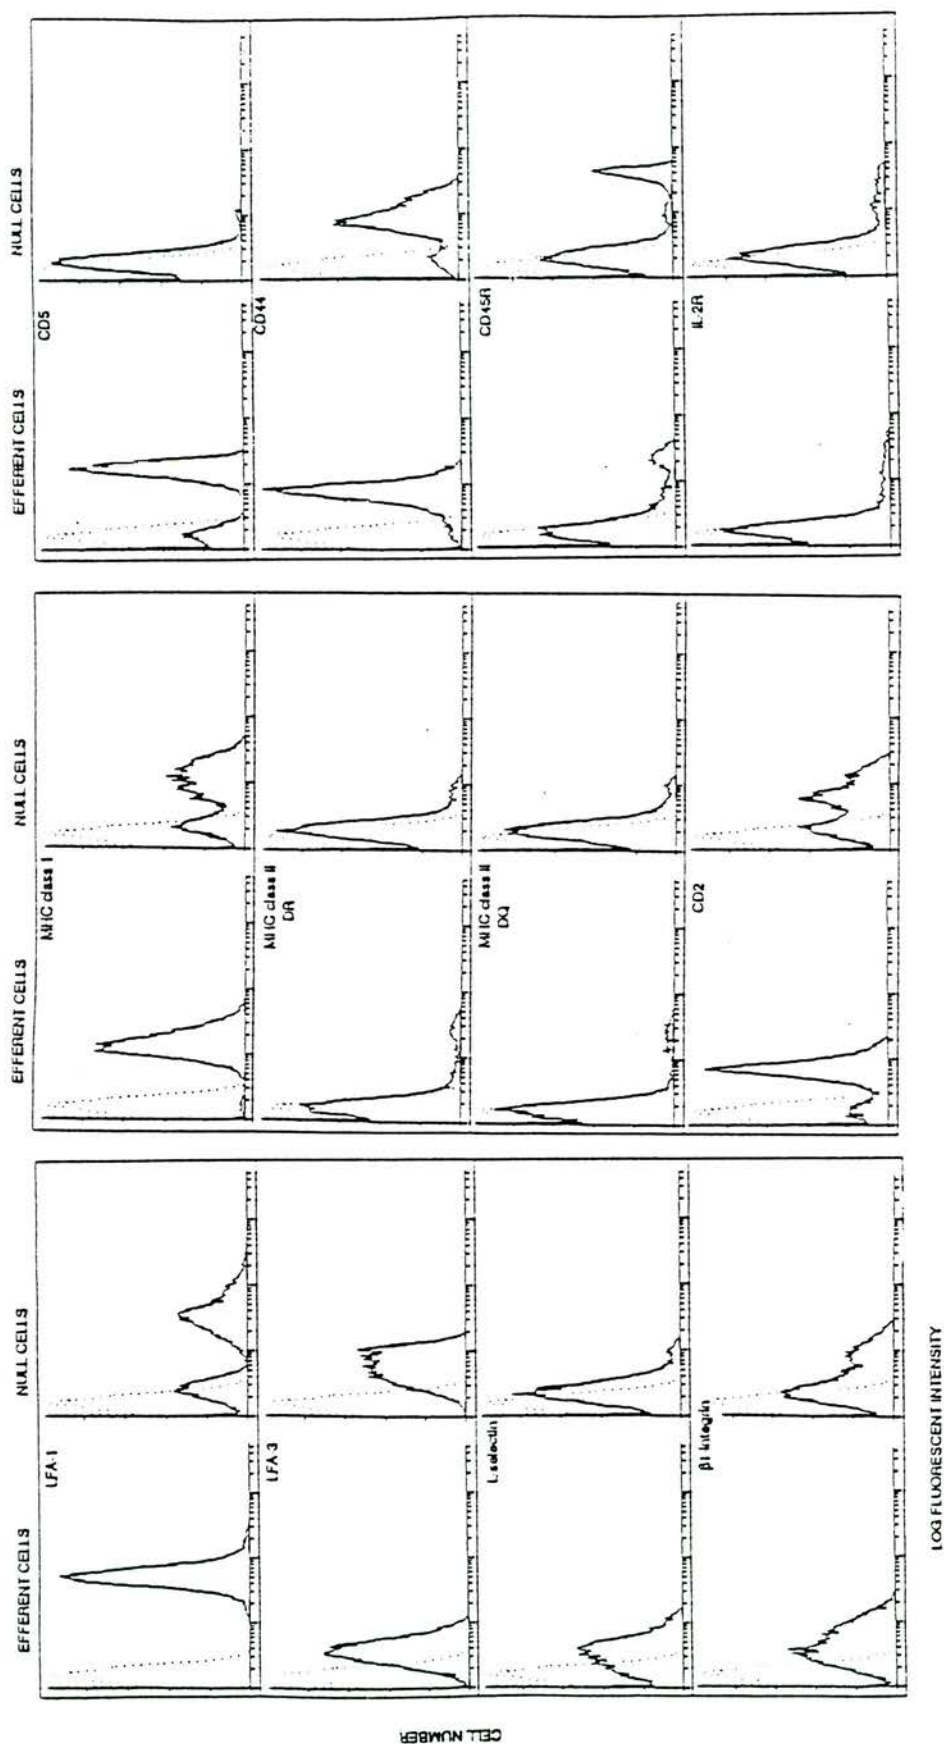 EFFERENT CELLS
NULL CELLS
LFA-1
LFA-3
L-selectin
β1 integrin
EFFERENT CELLS
NULL CELLS
MHC class I
MHC class II
DR
MHC class II
DQ
CD2
EFFERENT CELLS
NULL CELLS
CD5
CD44
CD45R
IL-2R
CELL NUMBER
LOG FLUORESCENT INTENSITY